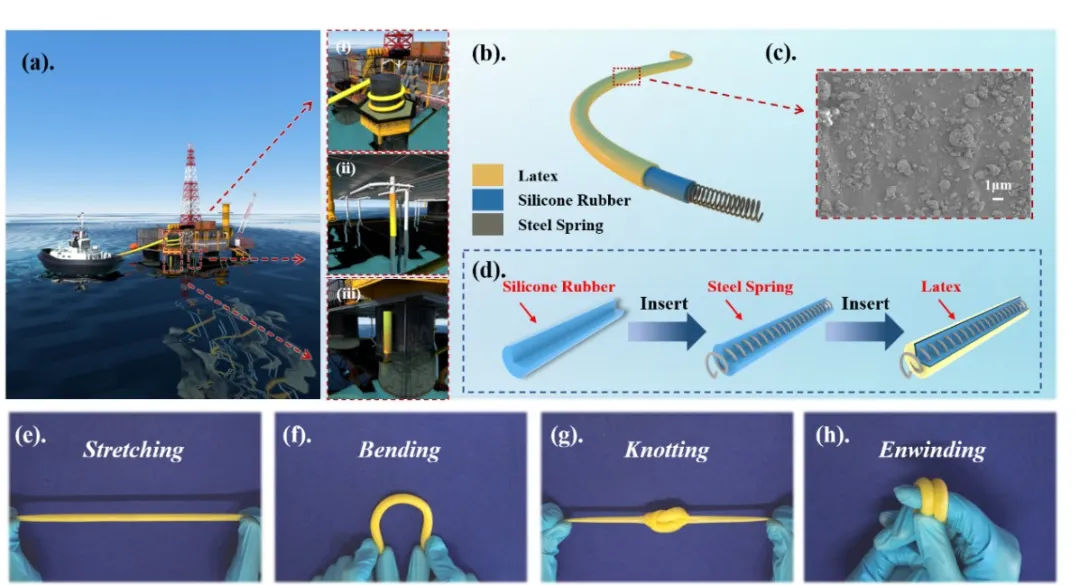 (a).
(i)
(ii)
(iii)
(b).
(c).
Latex
Silicone Rubber
Steel Spring
1μm
(d).
Silicone Rubber
Insert
Steel Spring
Insert
Latex
(e).
Stretching
(f).
Bending
(g).
Knotting
(h).
Enwinding